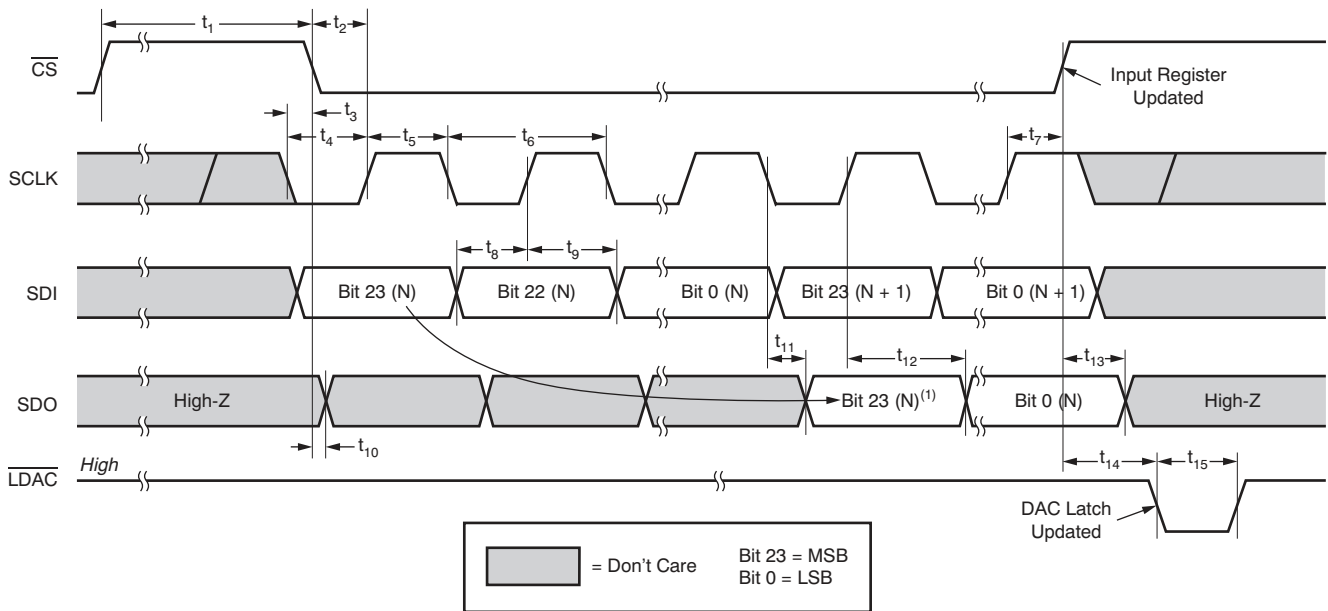 t1 t2
CS
Input Register
Updated
t3
t4 t5 t6 t7
SCLK
t8 t9
SDI Bit 23 (N) Bit 22 (N) Bit 0 (N) Bit 23 (N + 1) Bit 0 (N + 1)
t11 t12 t13
SDO High-Z Bit 23 (N)(1) Bit 0 (N) High-Z
t10
High
LDAC
t14 t15
DAC Latch
Updated
= Don't Care
Bit 23 = MSB
Bit 0 = LSB